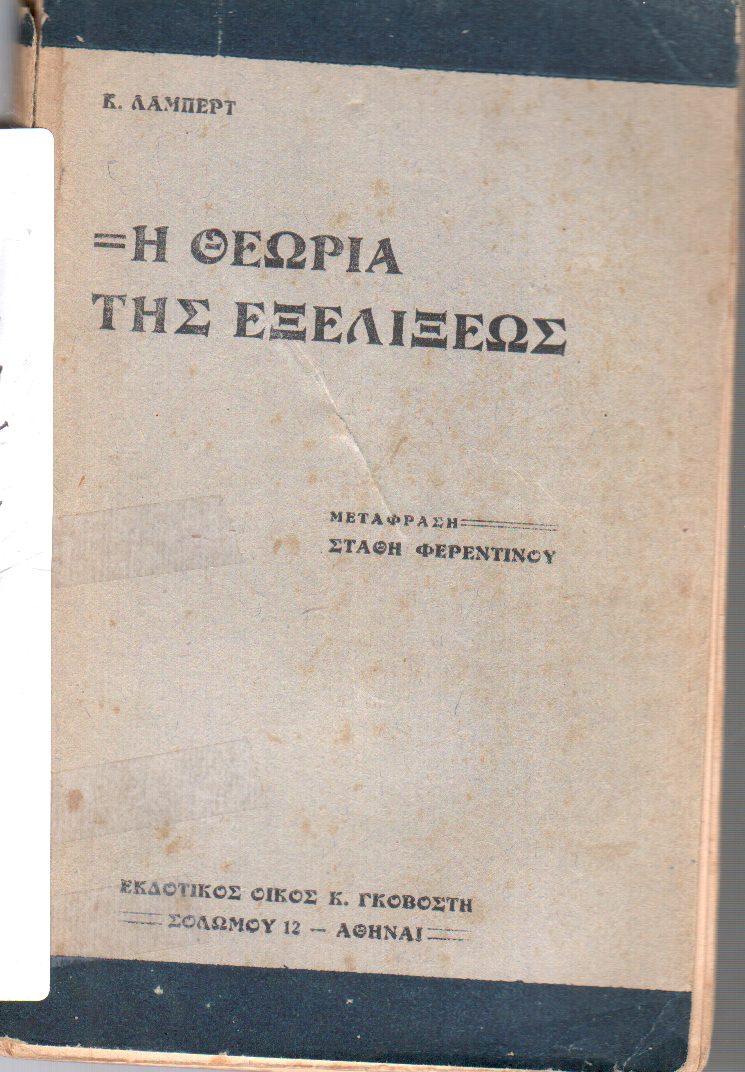 Κ. ΛΑΜΠΕΡΤ
Η ΘΕΩΡΙΑ
ΤΗΣ ΕΞΕΛΙΞΕΩΣ
ΜΕΤΑΦΡΑΣΗ
ΣΤΑΘΗ ΦΕΡΕΝΤΙΝΟΥ
ΕΚΔΟΤΙΚΟΣ ΟΙΚΟΣ Κ. ΓΚΟΒΟΣΤΗ
ΣΟΛΩΜΟΥ 12 — ΑΘΗΝΑΙ